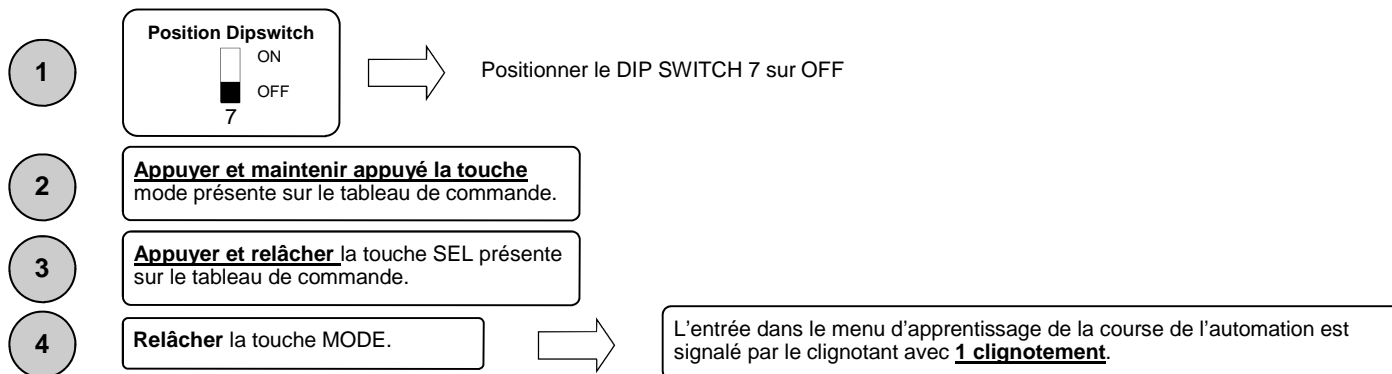 1
Position Dipswitch
ON
OFF
7
Positionner le DIP SWITCH 7 sur OFF
2
Appuyer et maintenir appuyé la touche
mode présente sur le tableau de commande.
3
Appuyer et relâcher la touche SEL présente
sur le tableau de commande.
4
Relâcher la touche MODE.
L'entrée dans le menu d'apprentissage de la course de l'automation est
signalé par le clignotant avec 1 clignotement.